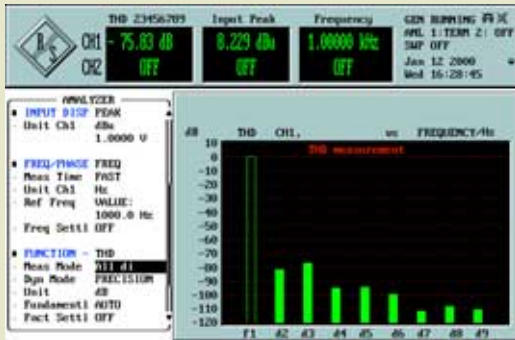 THD 23456789 Input Peak Frequency
GEN RUNNING
CH1 - 75.83 dB 8.229 dBu 1.00000 kHz
ANL 1:TERM 2: OFF
SWP OFF
CH2 OFF OFF OFF
Jan 12 2000
Wed 16:28:45
R S
ANALYZER
INPUT DISP PEAK
Unit Ch1 dBu
1.0000 V
FREQ/PHASE FREQ
Meas Time FAST
Unit Ch1 Hz
Ref Freq VALUE:
1000.0 Hz
Freq Settl OFF
FUNCTION - THD
Meas Mode All di
Dyn Mode PRECISION
Unit dB
Fundamentl AUTO
Fnct Settl OFF
dB THD CH1, vs FREQUENCY/Hz
THD measurement
10
0
-10
-20
-30
-40
-50
-60
-70
-80
-90
-100
-110
-120
f1 d2 d3 d4 d5 d6 d7 d8 d9